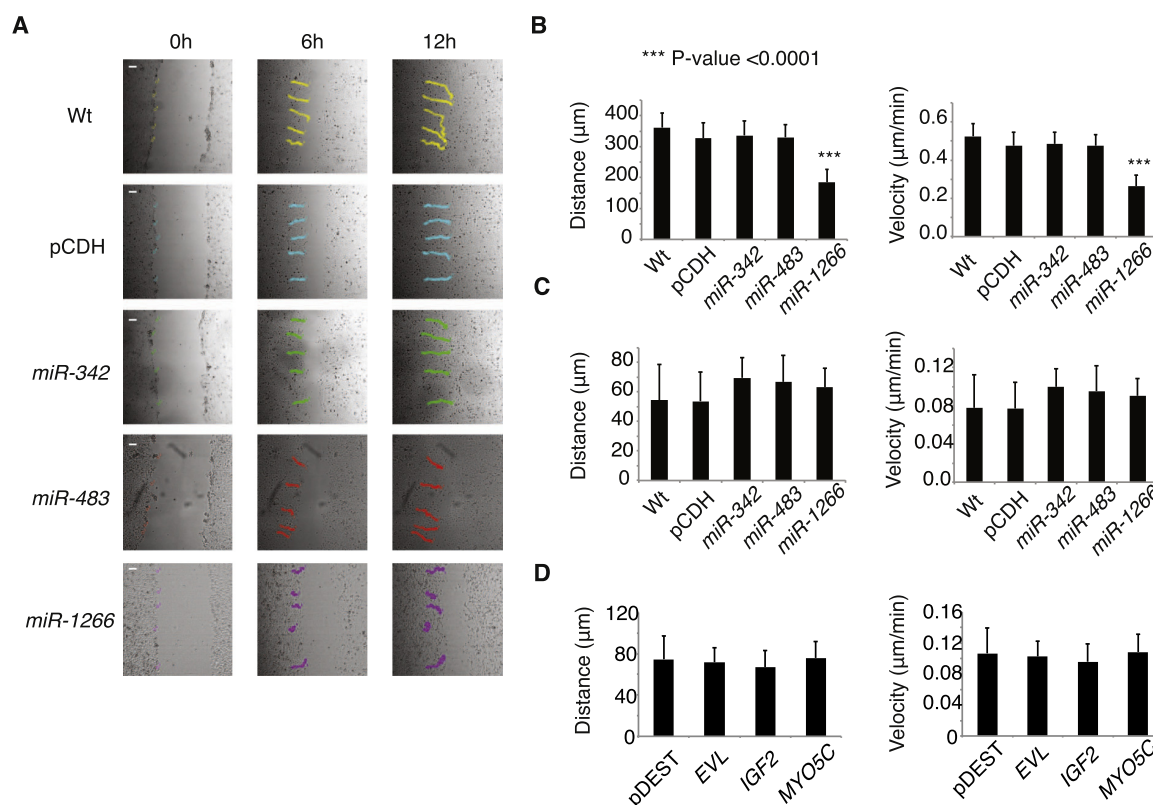 A
0h 6h 12h
Wt
pCDH
miR-342
miR-483
miR-1266
B
*** P-value <0.0001
Distance (µm)
400
300
200
100
0
***
Wt pCDH miR-342 miR-483 miR-1266
Velocity (µm/min)
0.6
0.4
0.2
0.0
***
Wt pCDH miR-342 miR-483 miR-1266
C
Distance (µm)
80
60
40
20
0
Wt pCDH miR-342 miR-483 miR-1266
Velocity (µm/min)
0.12
0.08
0.04
0.0
Wt pCDH miR-342 miR-483 miR-1266
D
Distance (µm)
120
80
40
0
pDEST EVL IGF2 MYO5C
Velocity (µm/min)
0.16
0.12
0.08
0.04
0
pDEST EVL IGF2 MYO5C